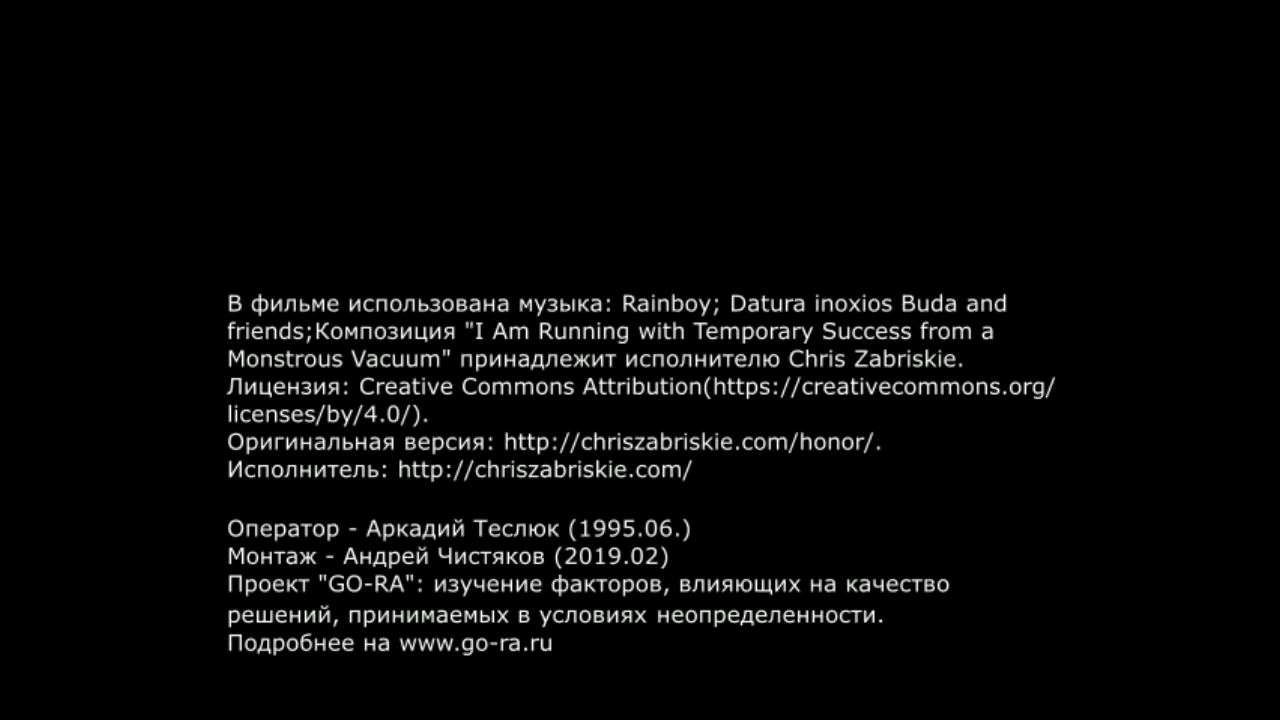 В фильме использована музыка: Rainboy; Datura inoxios Buda and
friends;Композиция "I Am Running with Temporary Success from a
Monstrous Vacuum" принадлежит исполнителю Chris Zabriskie.
Лицензия: Creative Commons Attribution(https://creativecommons.org/
licenses/by/4.0/).
Оригинальная версия: http://chriszabriskie.com/honor/.
Исполнитель: http://chriszabriskie.com/
Оператор - Аркадий Теслюк (1995.06.)
Монтаж - Андрей Чистяков (2019.02)
Проект "GO-RA": изучение факторов, влияющих на качество
решений, принимаемых в условиях неопределенности.
Подробнее на www.go-ra.ru